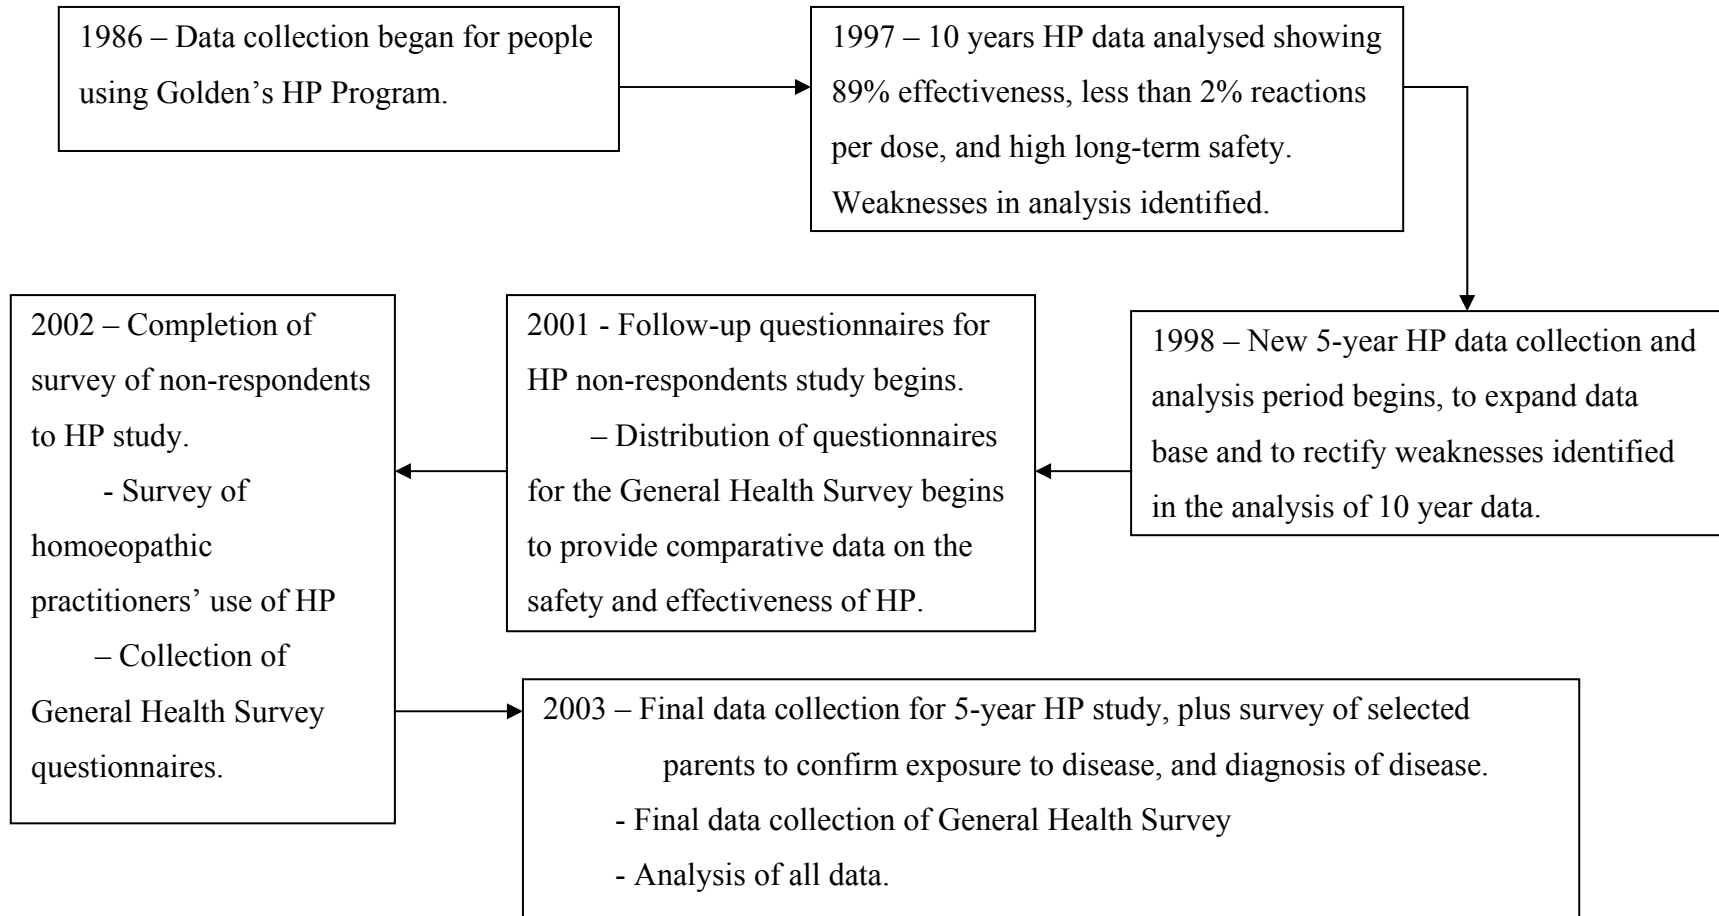 1986 – Data collection began for people
using Golden’s HP Program.
1997 – 10 years HP data analysed showing
89% effectiveness, less than 2% reactions
per dose, and high long-term safety.
Weaknesses in analysis identified.
1998 – New 5-year HP data collection and
analysis period begins, to expand data
base and to rectify weaknesses identified
in the analysis of 10 year data.
2001 - Follow-up questionnaires for
HP non-respondents study begins.
– Distribution of questionnaires
for the General Health Survey begins
to provide comparative data on the
safety and effectiveness of HP.
2002 – Completion of
survey of non-respondents
to HP study.
- Survey of
homoeopathic
practitioners’ use of HP
– Collection of
General Health Survey
questionnaires.
2003 – Final data collection for 5-year HP study, plus survey of selected
parents to confirm exposure to disease, and diagnosis of disease.
- Final data collection of General Health Survey
- Analysis of all data.